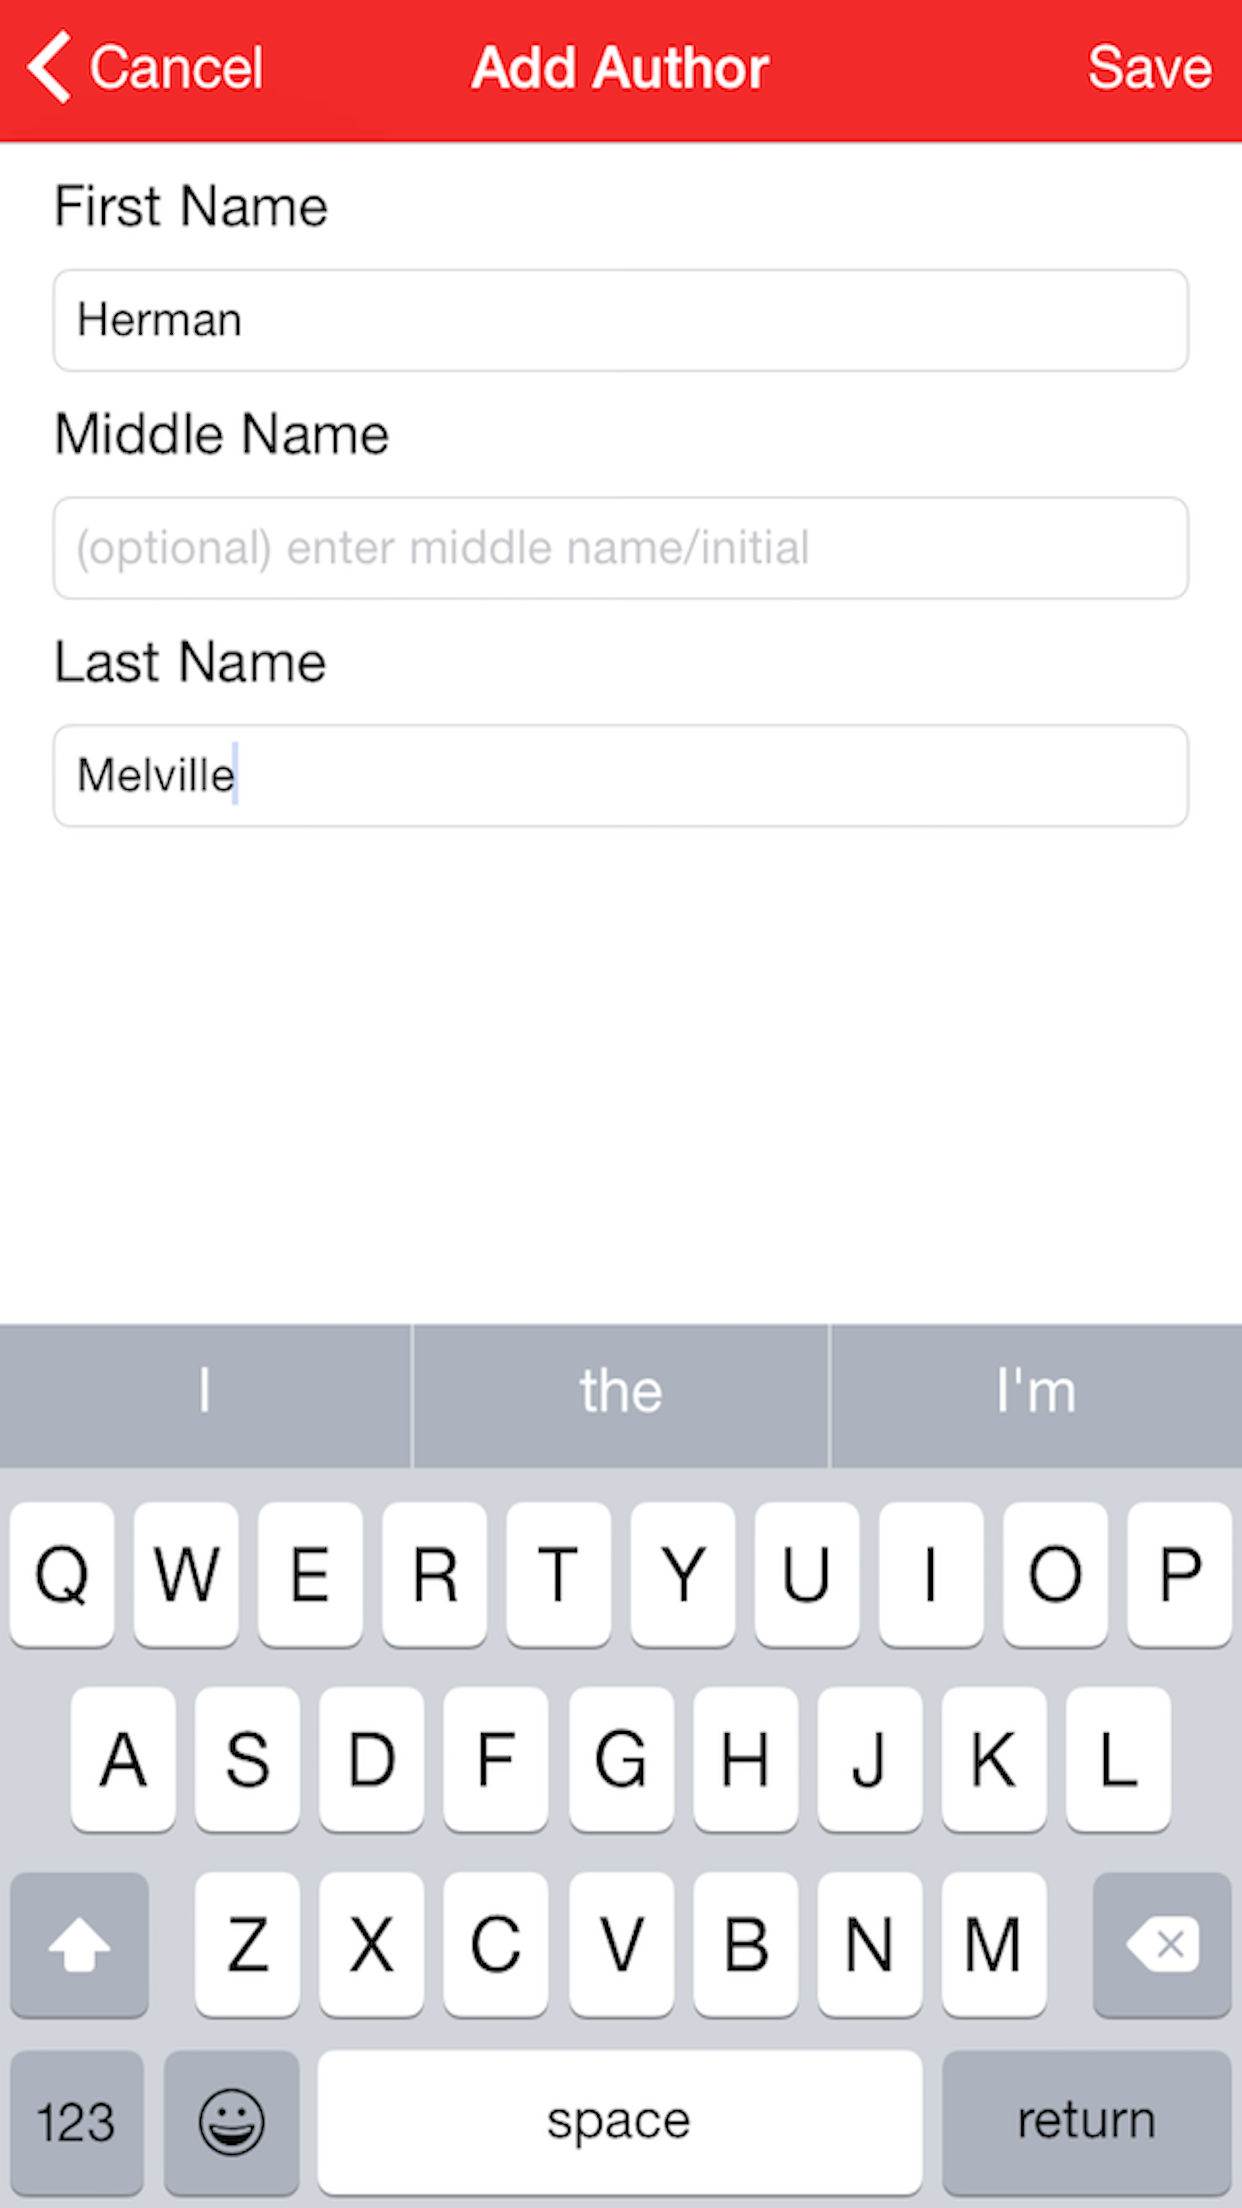 Cancel Add Author Save
First Name
Herman
Middle Name
(optional) enter middle name/initial
Last Name
Melville
I the I'm
Q W E R T Y U I O P
A S D F G H J K L
Z X C V B N M
123 space return